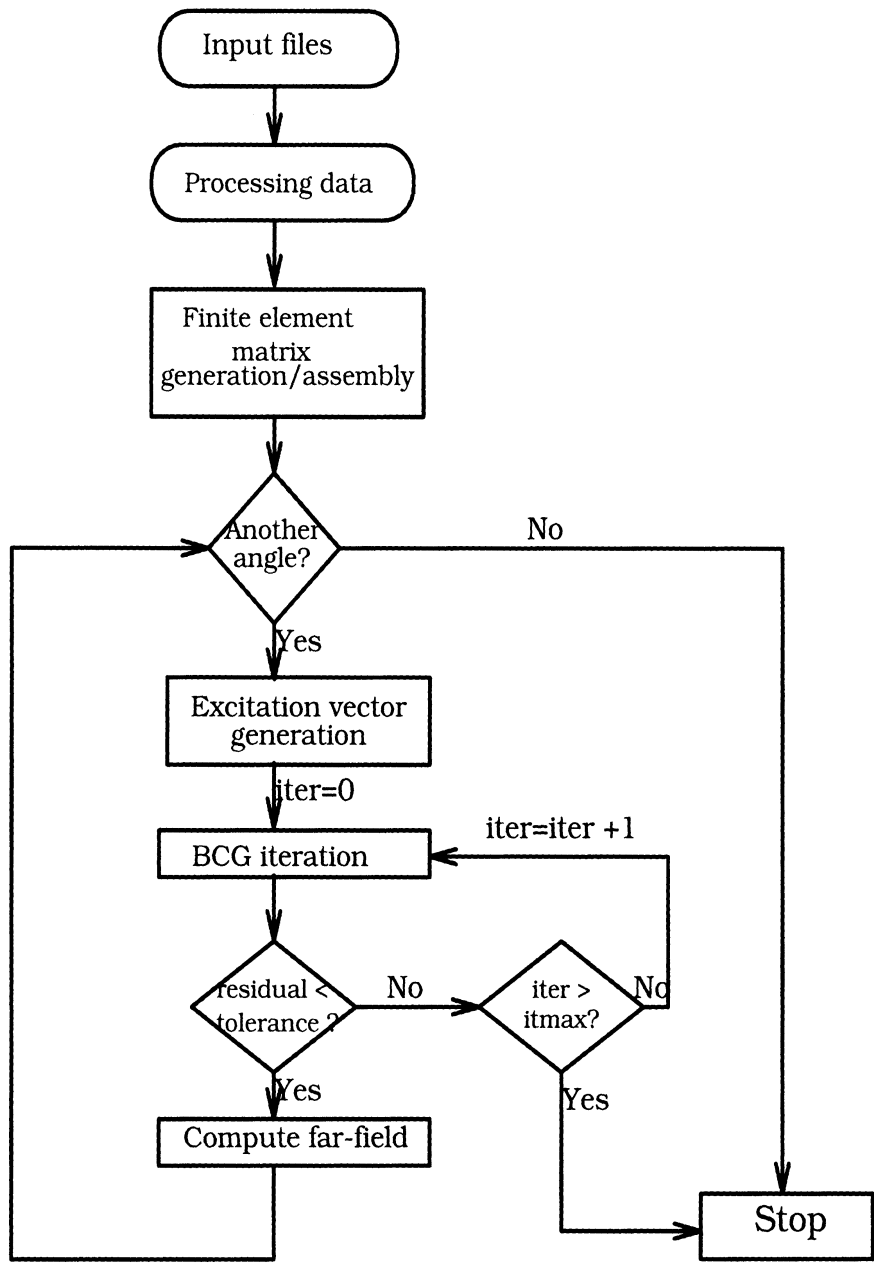 Input files
Processing data
Finite element
matrix
generation/assembly
Another
angle?
No
Yes
Excitation vector
generation
iter=0
iter=iter +1
BCG iteration
residual <
tolerance ?
No
iter >
itmax?
No
Yes
Yes
Compute far-field
Stop